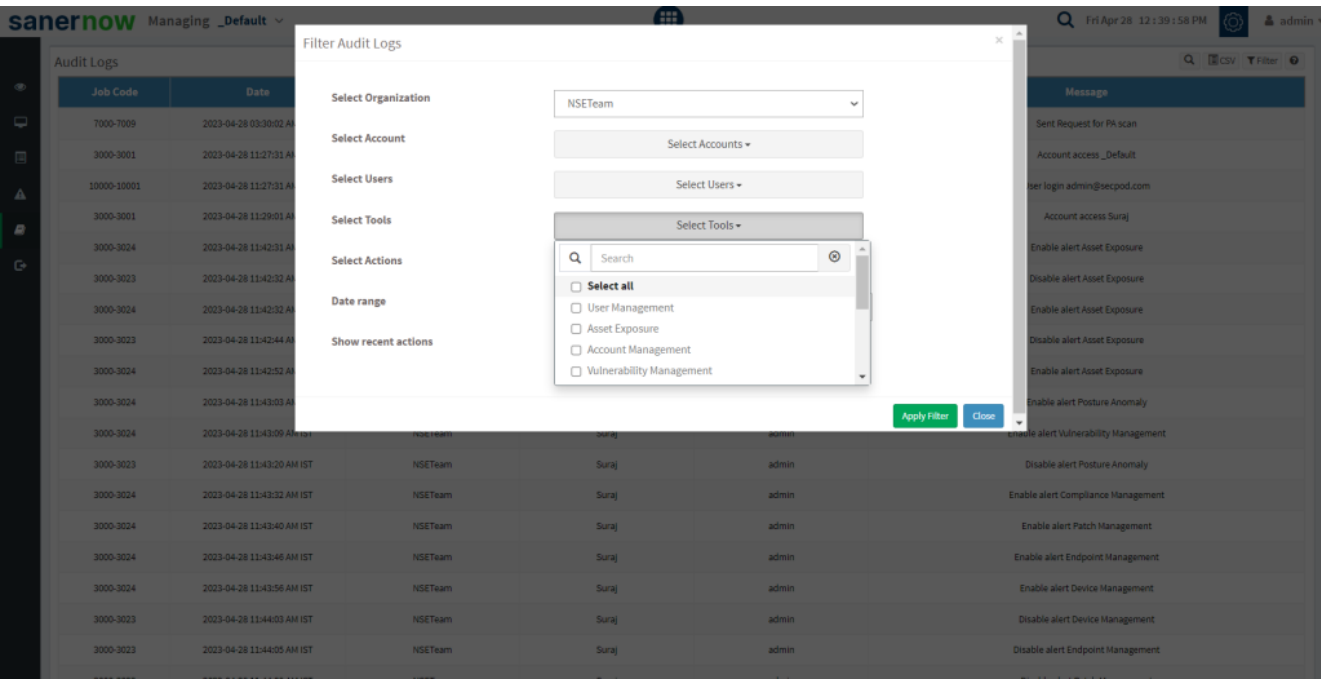 sanernow Managing _Default Fri Apr 28 12:39:58 PM admin
Filter Audit Logs ×
Audit Logs CSV Filter
Job Code Date Message
Select Organization NSETeam
7000-7009 2023-04-28 03:30:02 AM Sent Request for PA scan
Select Account Select Accounts
3000-3001 2023-04-28 11:27:31 AM Account access _Default
Select Users Select Users
10000-10001 2023-04-28 11:27:31 AM User login admin@secpod.com
Select Tools Select Tools
3000-3001 2023-04-28 11:29:01 AM Account access Suraj
3000-3024 2023-04-28 11:42:31 AM Enable alert Asset Exposure
Select Actions Search
3000-3023 2023-04-28 11:42:32 AM Disable alert Asset Exposure
Select all
Date range User Management
3000-3024 2023-04-28 11:42:32 AM Enable alert Asset Exposure
Asset Exposure
Show recent actions
3000-3023 2023-04-28 11:42:44 AM Disable alert Asset Exposure
Account Management
3000-3024 2023-04-28 11:42:52 AM Enable alert Asset Exposure
Vulnerability Management
3000-3024 2023-04-28 11:43:03 AM Enable alert Posture Anomaly
Apply Filter Close
3000-3024 2023-04-28 11:43:09 AM IST NSETeam Suraj admin Enable alert Vulnerability Management
3000-3023 2023-04-28 11:43:20 AM IST NSETeam Suraj admin Disable alert Posture Anomaly
3000-3024 2023-04-28 11:43:32 AM IST NSETeam Suraj admin Enable alert Compliance Management
3000-3024 2023-04-28 11:43:40 AM IST NSETeam Suraj admin Enable alert Patch Management
3000-3024 2023-04-28 11:43:46 AM IST NSETeam Suraj admin Enable alert Endpoint Management
3000-3024 2023-04-28 11:43:56 AM IST NSETeam Suraj admin Enable alert Device Management
3000-3023 2023-04-28 11:44:03 AM IST NSETeam Suraj admin Disable alert Device Management
3000-3023 2023-04-28 11:44:05 AM IST NSETeam Suraj admin Disable alert Endpoint Management